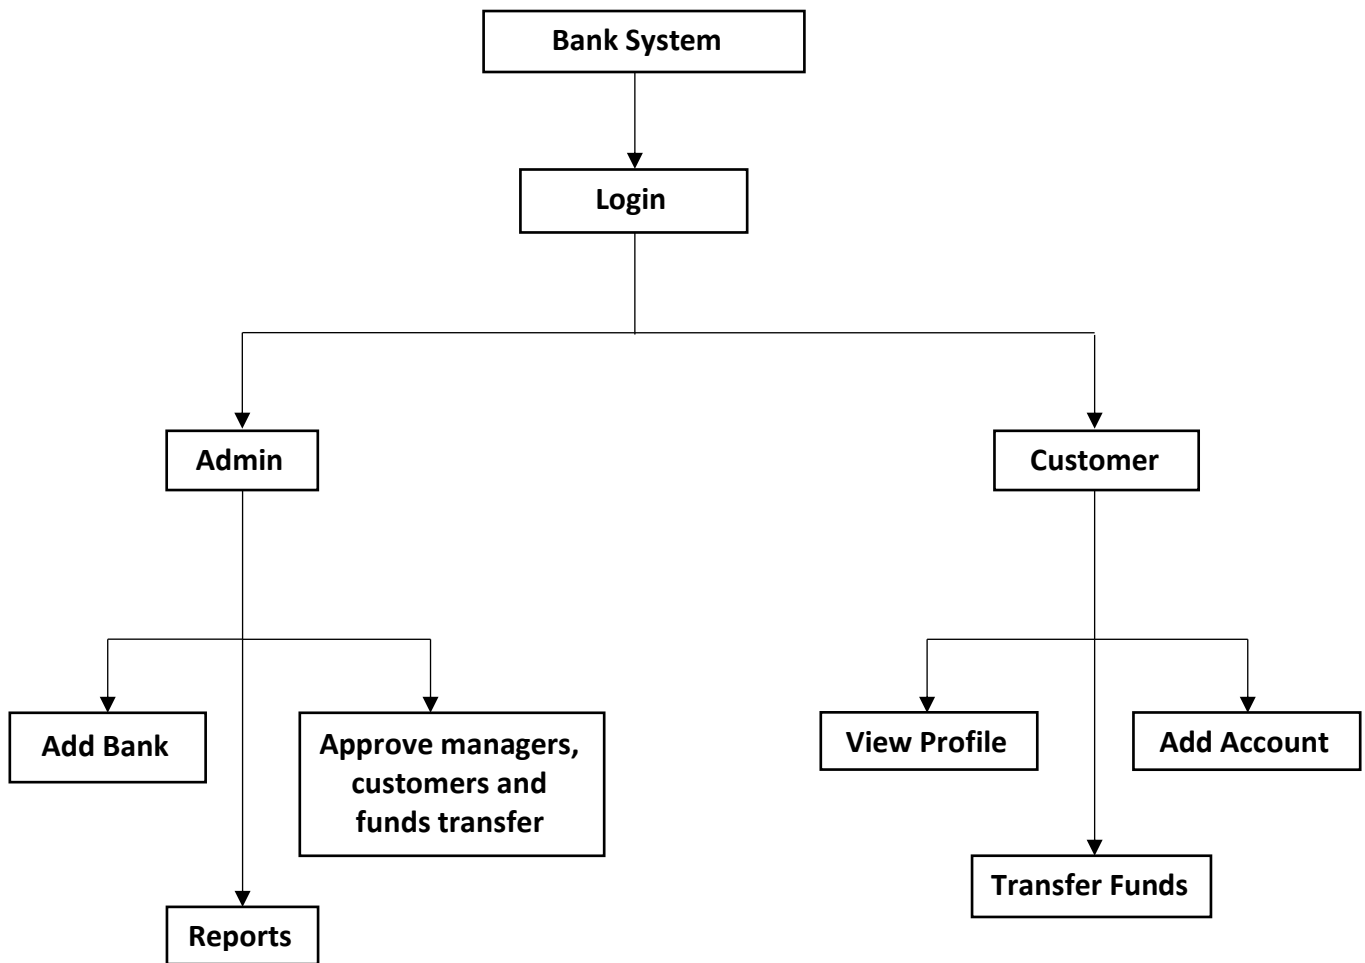 Bank System
Login
Admin
Customer
Add Bank
Approve managers,
customers and
funds transfer
View Profile
Add Account
Transfer Funds
Reports